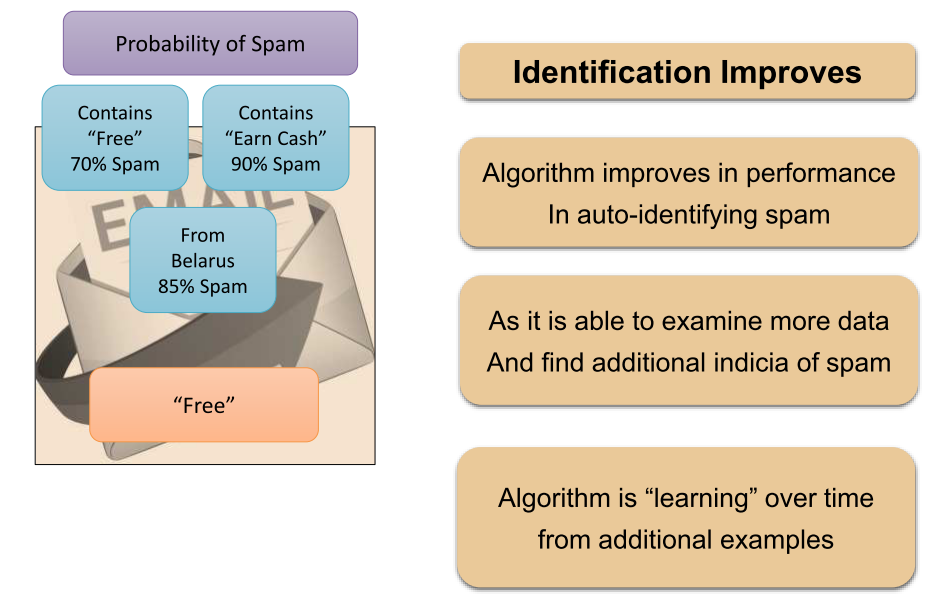 Probability of Spam
Contains
“Free”
70% Spam
Contains
“Earn Cash”
90% Spam
EMAIL
From
Belarus
85% Spam
“Free”
Identification Improves
Algorithm improves in performance
In auto-identifying spam
As it is able to examine more data
And find additional indicia of spam
Algorithm is “learning” over time
from additional examples